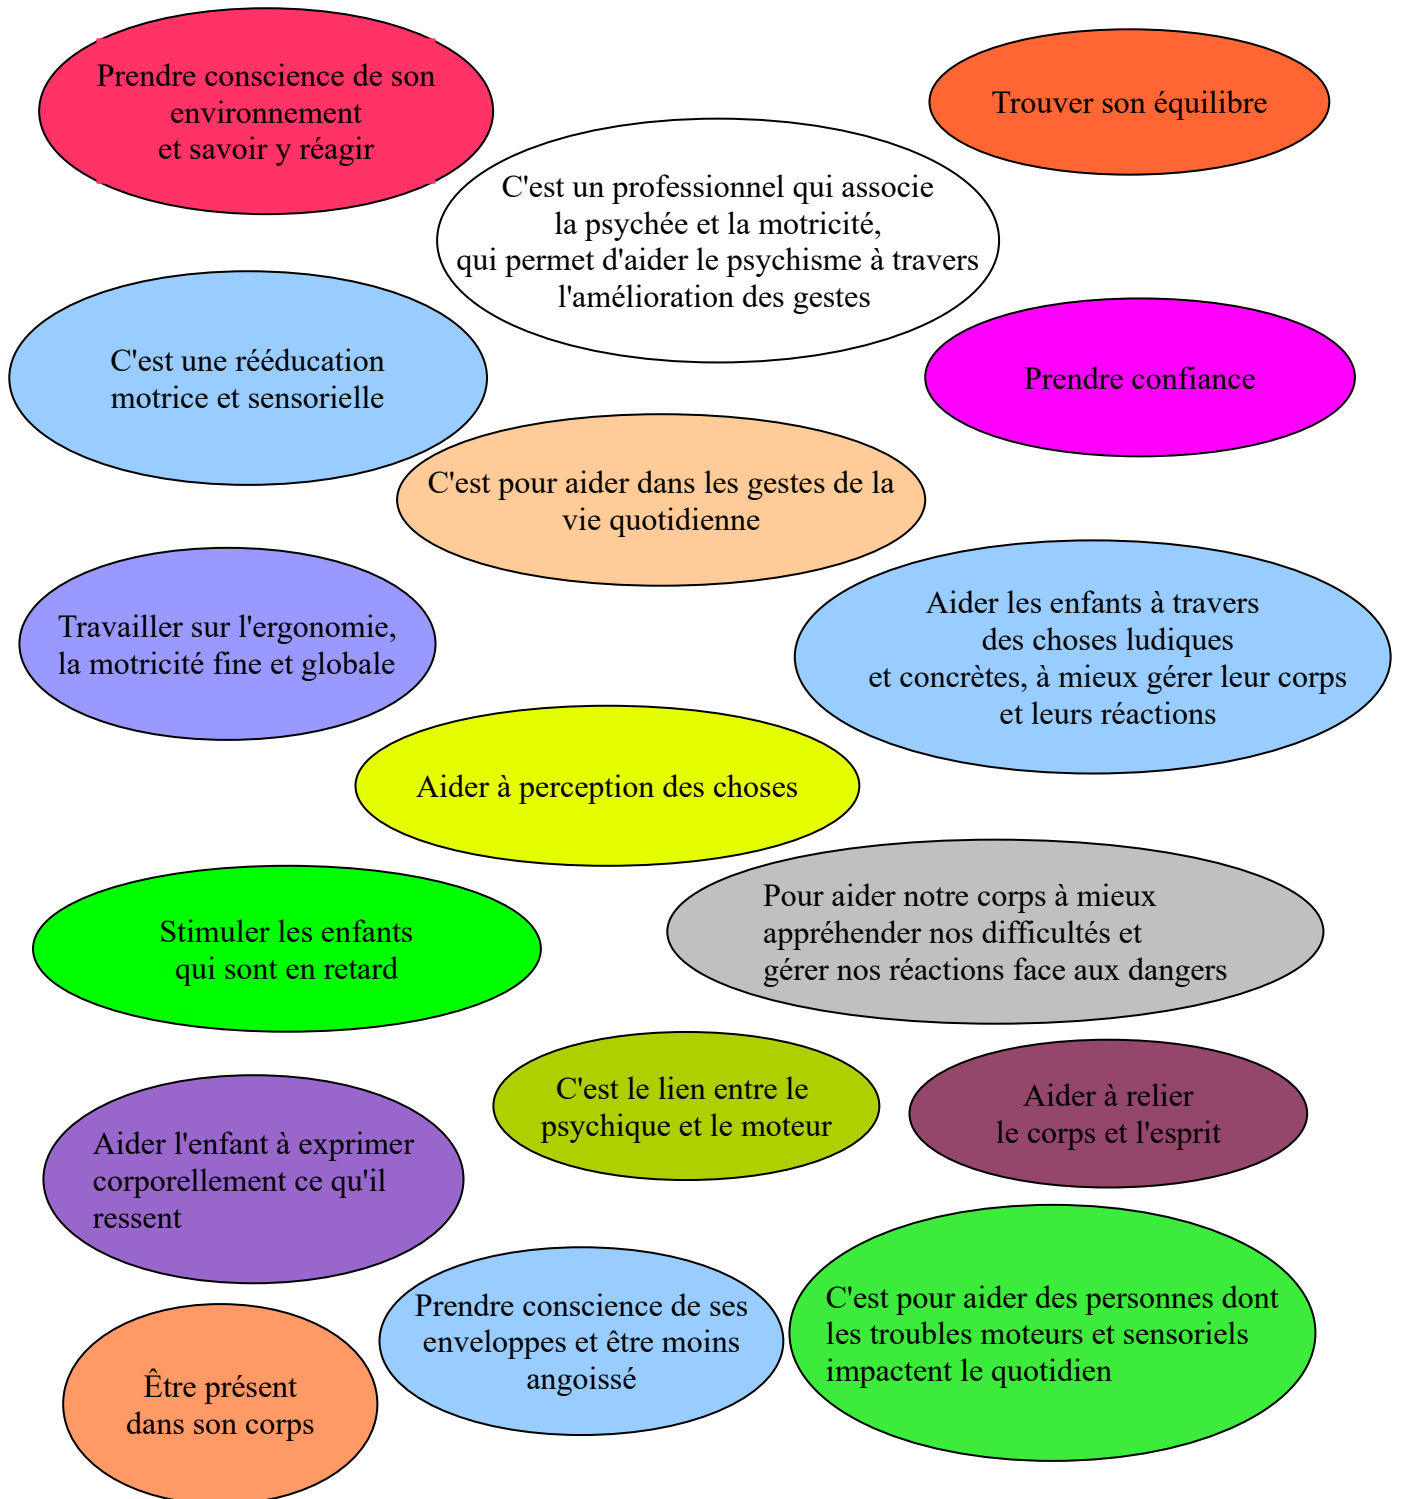 Prendre conscience de son
environnement
et savoir y réagir
Trouver son équilibre
C'est un professionnel qui associe
la psychée et la motricité,
qui permet d'aider le psychisme à travers
l'amélioration des gestes
C'est une rééducation
motrice et sensorielle
Prendre confiance
C'est pour aider dans les gestes de la
vie quotidienne
Travailler sur l'ergonomie,
la motricité fine et globale
Aider les enfants à travers
des choses ludiques
et concrètes, à mieux gérer leur corps
et leurs réactions
Aider à perception des choses
Stimuler les enfants
qui sont en retard
Pour aider notre corps à mieux
appréhender nos difficultés et
gérer nos réactions face aux dangers
C'est le lien entre le
psychique et le moteur
Aider à relier
le corps et l'esprit
Aider l'enfant à exprimer
corporellement ce qu'il
ressent
Prendre conscience de ses
enveloppes et être moins
angoissé
C'est pour aider des personnes dont
les troubles moteurs et sensoriels
impactent le quotidien
Être présent
dans son corps